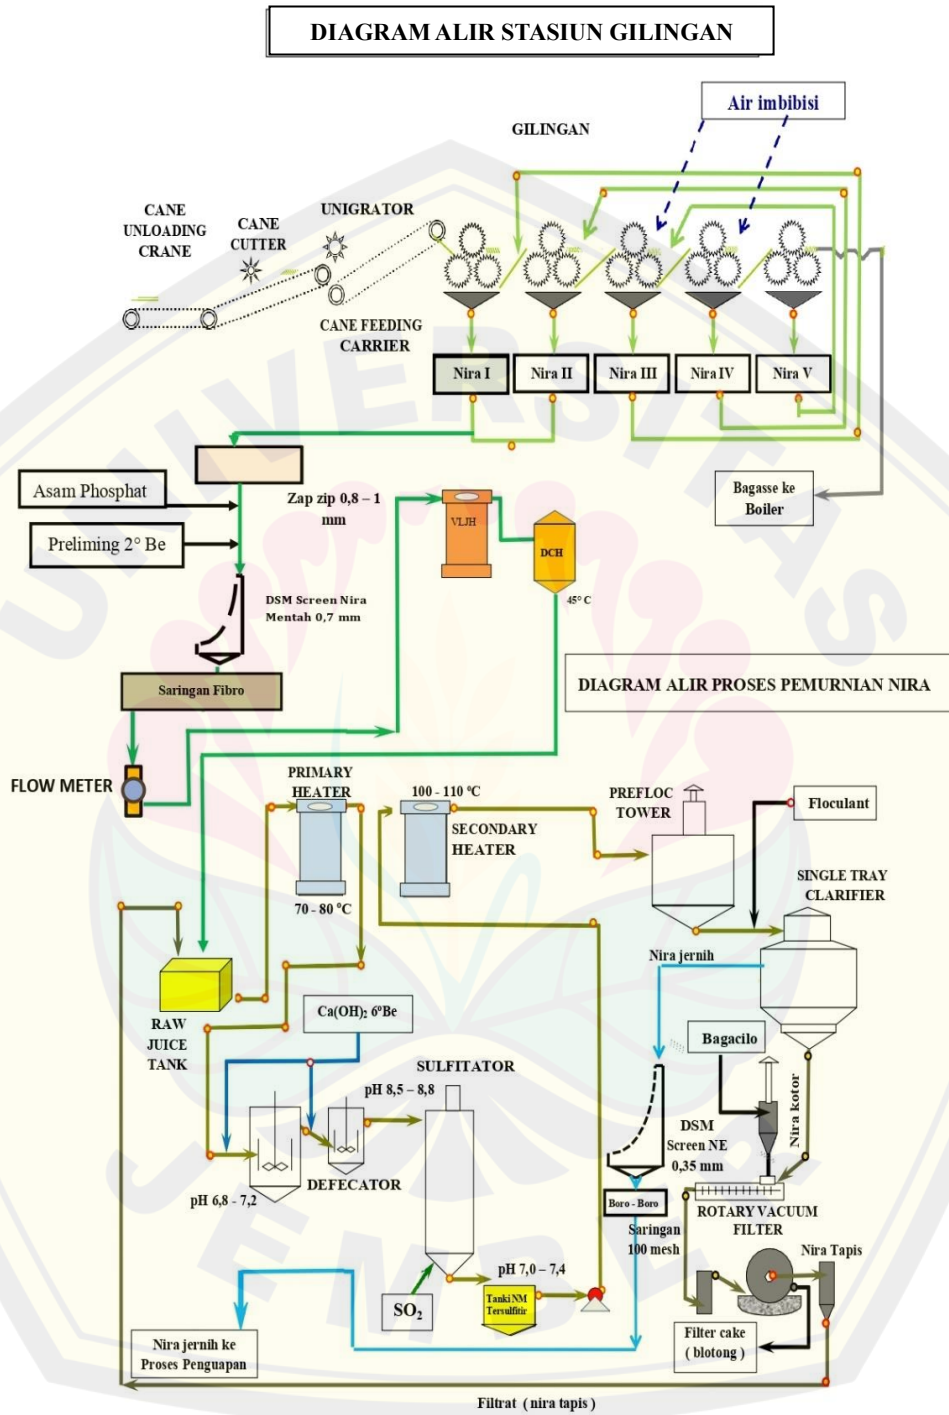 DIAGRAM ALIR STASIUN GILINGAN
Air imbibisi
GILINGAN
CANE
UNLOADING
CRANE
CANE
CUTTER
UNIGRATOR
CANE FEEDING
CARRIER
Nira I
Nira II
Nira III
Nira IV
Nira V
Asam Phosphat
Preliming 2° Be
Zap zip 0,8 – 1
mm
VLJH
DCH
45° C
Bagasse ke
Boiler
DSM Screen Nira
Mentah 0,7 mm
Saringan Fibro
DIAGRAM ALIR PROSES PEMURNIAN NIRA
FLOW METER
PRIMARY
HEATER
70 - 80 °C
100 - 110 °C
SECONDARY
HEATER
PREFLOC
TOWER
Floculant
SINGLE TRAY
CLARIFIER
Nira jernih
RAW
JUICE
TANK
Ca(OH)₂ 6°Be
Bagacilo
Nira kotor
SULFITATOR
pH 8,5 – 8,8
DSM
Screen NE
0,35 mm
DEFECATOR
pH 6,8 - 7,2
Boro - Boro
Saringan
100 mesh
ROTARY VACUUM
FILTER
Nira Tapis
pH 7,0 – 7,4
SO₂
Tanki NM
Tersulfitir
Nira jernih ke
Proses Penguapan
Filter cake
( blotong )
Filtrat ( nira tapis )
UNIVERSITAS
JEMBER